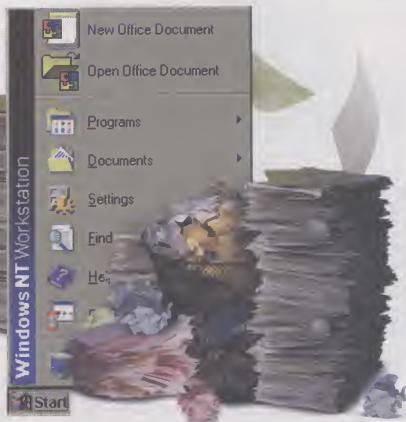 New Office Document
Open Office Document
Programs
Documents
Settings
Find
Windows NT Workstation
Start